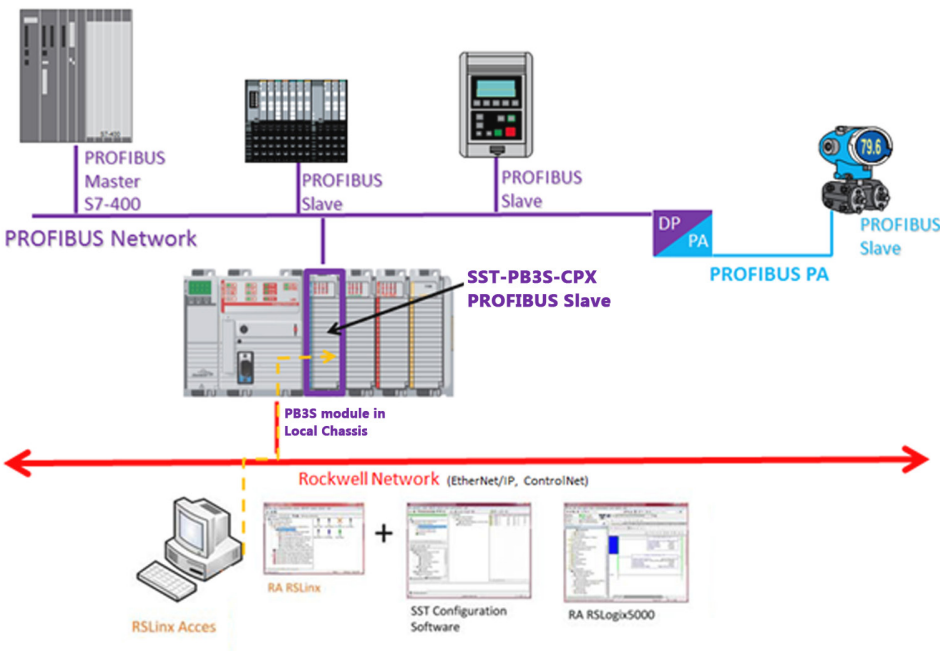 S7-400
PROFIBUS
Master
S7-400
PROFIBUS
Slave
PROFIBUS
Slave
79.6
PROFIBUS
Slave
PROFIBUS Network
DP
PA
PROFIBUS PA
SST-PB3S-CPX
PROFIBUS Slave
PB3S module in
Local Chassis
Rockwell Network (EtherNet/IP, ControlNet)
+
RA RSLinx
SST Configuration
Software
RA RSLogix5000
RSLinx Acces